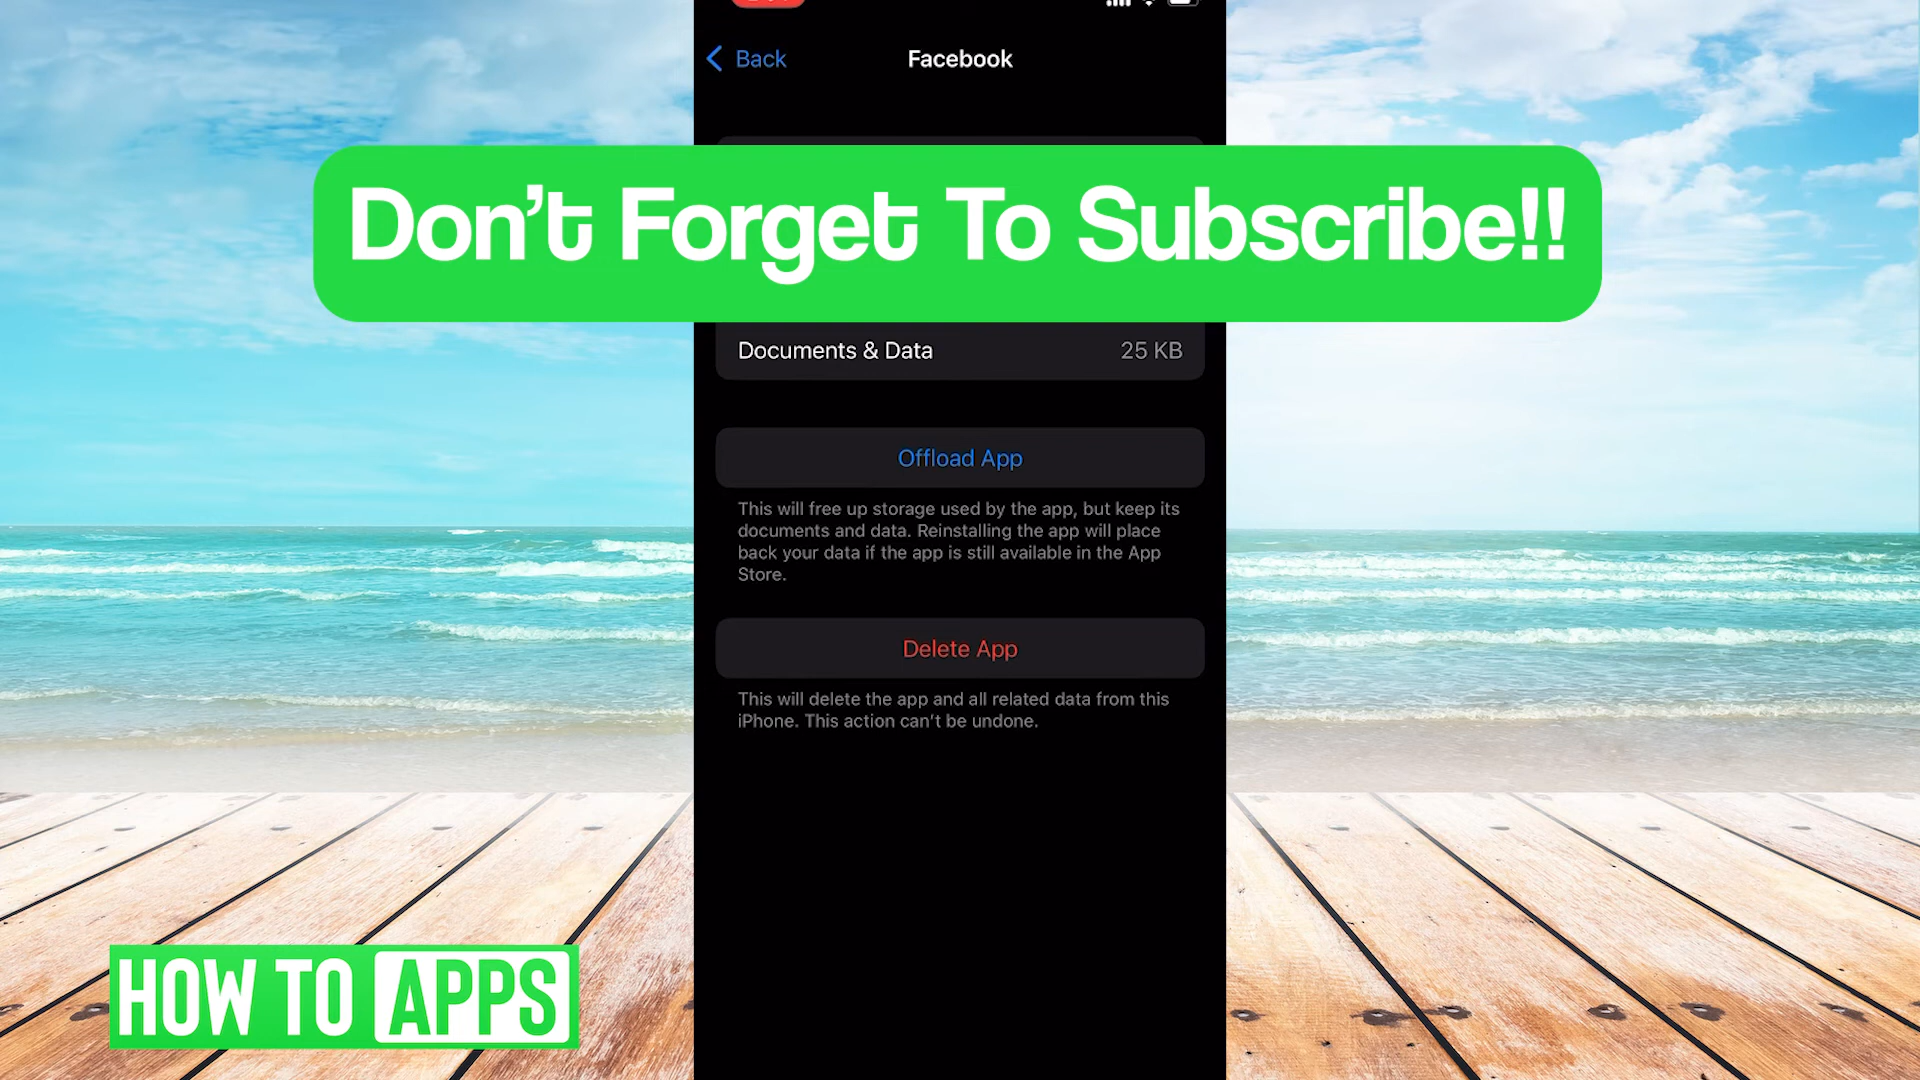 Back
Facebook
Don't Forget To Subscribe!!
Documents & Data
25 KB
Offload App
This will free up storage used by the app, but keep its
documents and data. Reinstalling the app will place
back your data if the app is still available in the App
Store.
Delete App
This will delete the app and all related data from this
iPhone. This action can't be undone.
HOW TO APPS